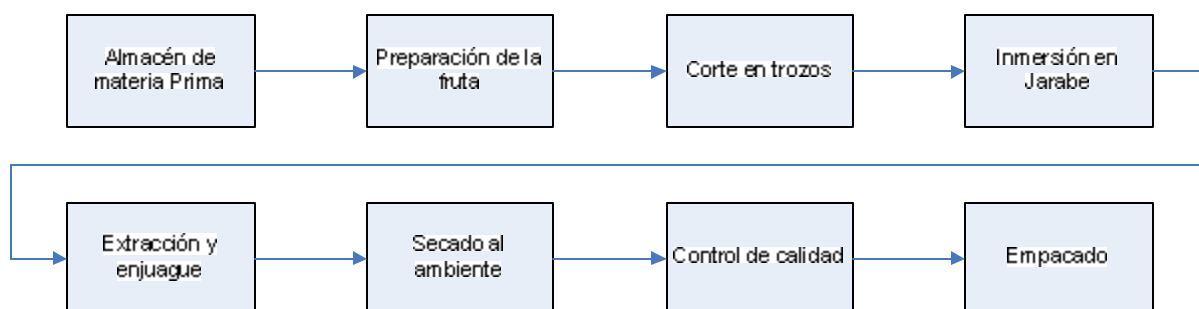 Almacén de
materia Prima
Preparación de la
fruta
Corte en trozos
Inmersión en
Jarabe
Extracción y
enjuague
Secado al
ambiente
Control de calidad
Empacado